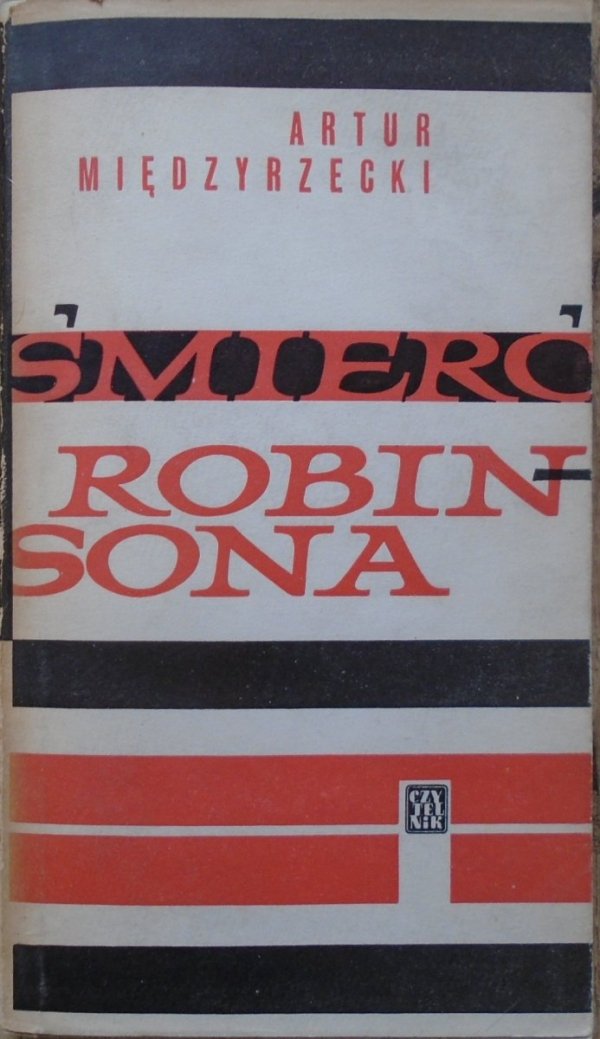 ARTUR
MIĘDZYRZECKI
ŚMIERĆ
ROBIN-
SONA
CZY
TEL
NIK